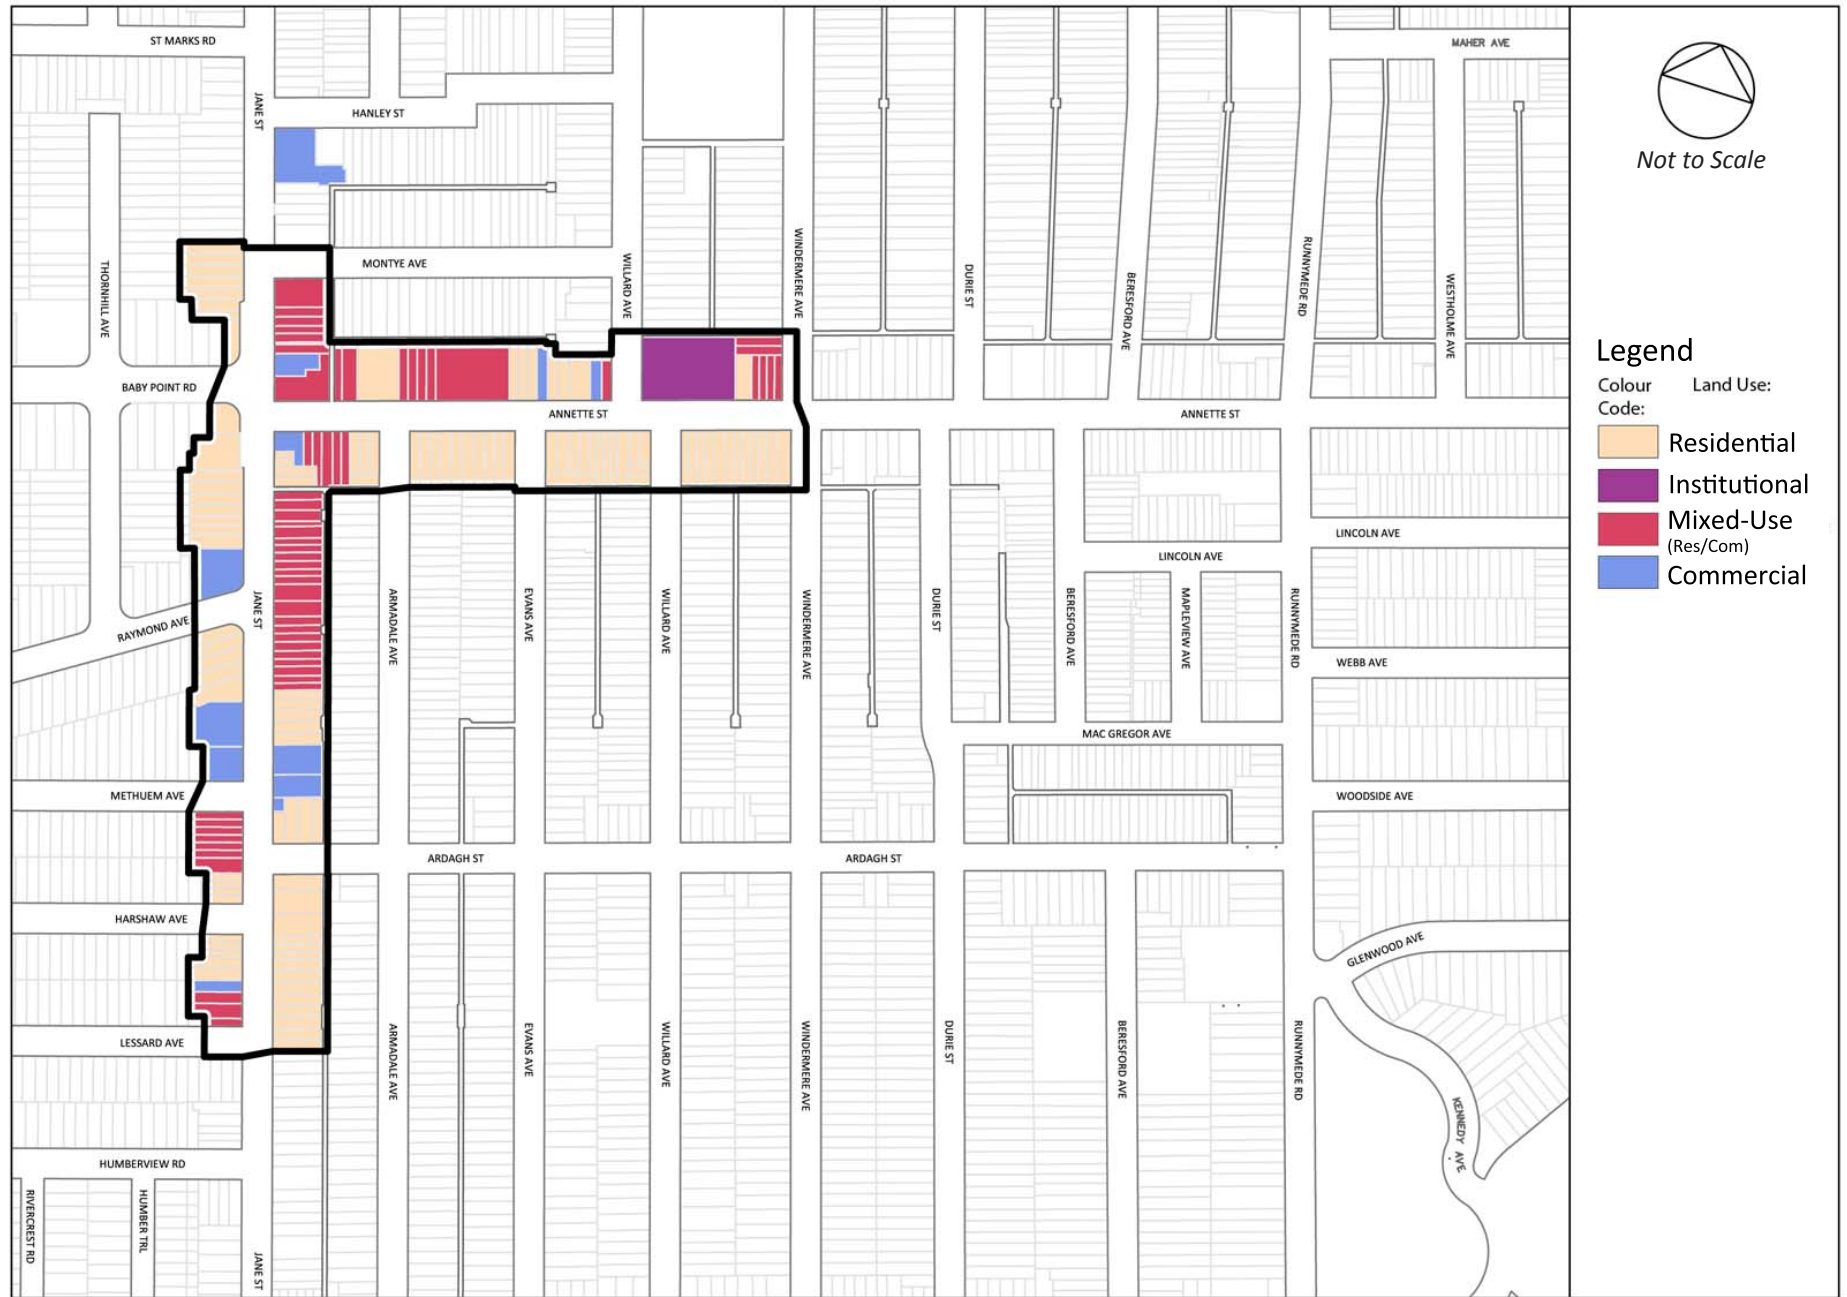 ST MARKS RD
MAHER AVE
JANE ST
HANLEY ST
Not to Scale
THORNHILL AVE
MONTYE AVE
WILLARD AVE
WINDERMERE AVE
DURIE ST
BERESFORD AVE
RUNNYMEDE RD
WESTHOLME AVE
Legend
Colour
Code:
Land Use:
BABY POINT RD
ANNETTE ST
ANNETTE ST
Residential
Institutional
Mixed-Use
(Res/Com)
Commercial
LINCOLN AVE
LINCOLN AVE
RAYMOND AVE
JANE ST
ARMADALE AVE
EVANS AVE
WILLARD AVE
WINDERMERE AVE
DURIE ST
BERESFORD AVE
MAPLEVIEW AVE
RUNNYMEDE RD
WEBB AVE
MAC GREGOR AVE
METHUEM AVE
WOODSIDE AVE
ARDAGH ST
ARDAGH ST
HARSHAW AVE
GLENWOOD AVE
LESSARD AVE
ARMADALE AVE
EVANS AVE
WILLARD AVE
WINDERMERE AVE
DURIE ST
BERESFORD AVE
RUNNYMEDE RD
KENNEDY AVE
HUMBERVIEW RD
RIVERCREST RD
HUMBER TRL
JANE ST